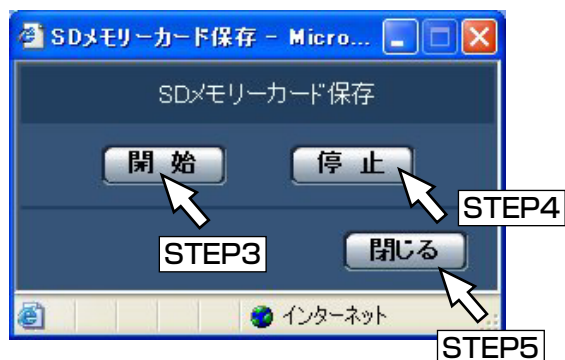 SDメモリーカード保存 - Micro...
SDメモリーカード保存
開 始
停 止
STEP4
STEP3
閉じる
インターネット
STEP5